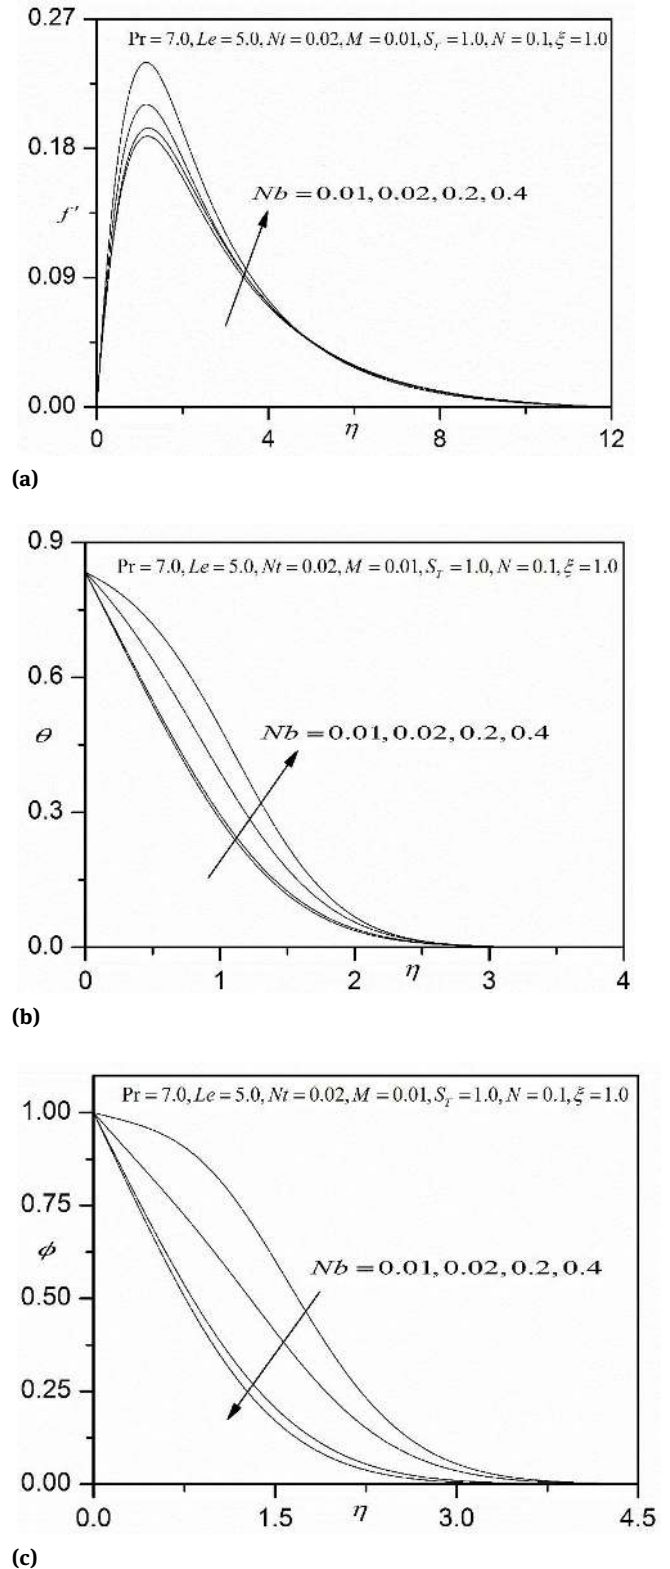 0.27
Pr = 7.0, Le = 5.0, Nt = 0.02, M = 0.01, S_T = 1.0, N = 0.1, ξ = 1.0
0.18
Nb = 0.01, 0.02, 0.2, 0.4
f'
0.09
0.00
0 4 η 8 12
(a)
0.9
Pr = 7.0, Le = 5.0, Nt = 0.02, M = 0.01, S_T = 1.0, N = 0.1, ξ = 1.0
0.6
Nb = 0.01, 0.02, 0.2, 0.4
θ
0.3
0.0
0 1 2 η 3 4
(b)
Pr = 7.0, Le = 5.0, Nt = 0.02, M = 0.01, S_T = 1.0, N = 0.1, ξ = 1.0
1.00
0.75
ϕ
Nb = 0.01, 0.02, 0.2, 0.4
0.50
0.25
0.00
0.0 1.5 η 3.0 4.5
(c)